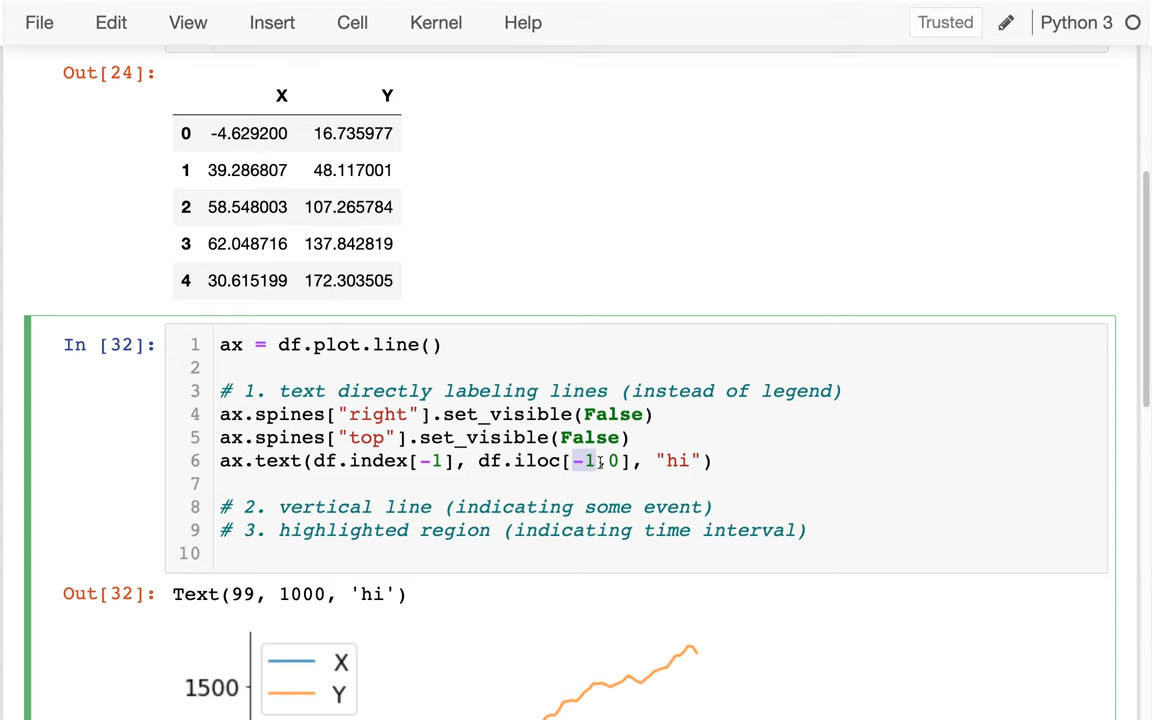 File Edit View Insert Cell Kernel Help Trusted Python 3
Out[24]:
X Y
0 -4.629200 16.735977
1 39.286807 48.117001
2 58.548003 107.265784
3 62.048716 137.842819
4 30.615199 172.303505
In [32]:
1 ax = df.plot.line()
2
3 # 1. text directly labeling lines (instead of legend)
4 ax.spines["right"].set_visible(False)
5 ax.spines["top"].set_visible(False)
6 ax.text(df.index[-1], df.iloc[-1,0], "hi")
7
8 # 2. vertical line (indicating some event)
9 # 3. highlighted region (indicating time interval)
10
Out[32]: Text(99, 1000, 'hi')
X
1500 Y